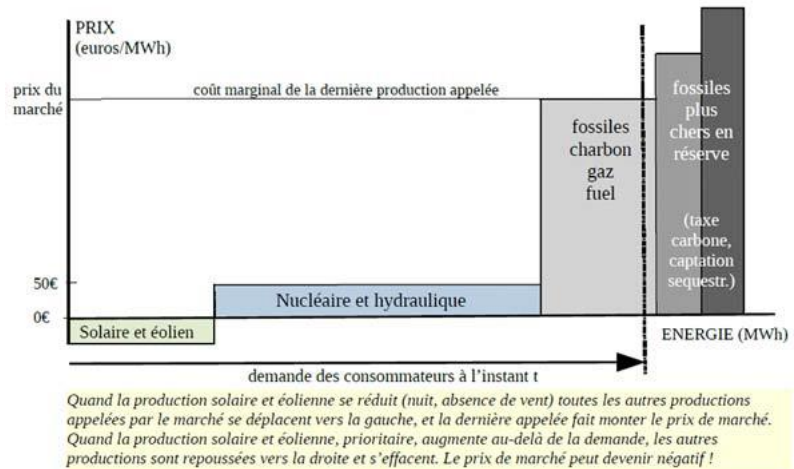 PRIX
(euros/MWh)
prix du
marché
coût marginal de la dernière production appelée
fossiles
charbon
gaz
fuel
fossiles
plus
chers en
réserve
(taxe
carbone,
captation
sequestr.)
50€
Nucléaire et hydraulique
0€
Solaire et éolien
ENERGIE (MWh)
demande des consommateurs à l'instant t
Quand la production solaire et éolienne se réduit (nuit, absence de vent) toutes les autres productions
appelées par le marché se déplacent vers la gauche, et la dernière appelée fait monter le prix de marché.
Quand la production solaire et éolienne, prioritaire, augmente au-delà de la demande, les autres
productions sont repoussées vers la droite et s'effacent. Le prix de marché peut devenir négatif !